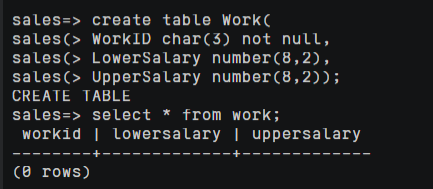 sales=> create table Work(
sales(> WorkID char(3) not null,
sales(> LowerSalary number(8,2),
sales(> UpperSalary number(8,2));
CREATE TABLE
sales=> select * from work;
 workid | lowersalary | uppersalary
--------+-------------+-------------
(0 rows)